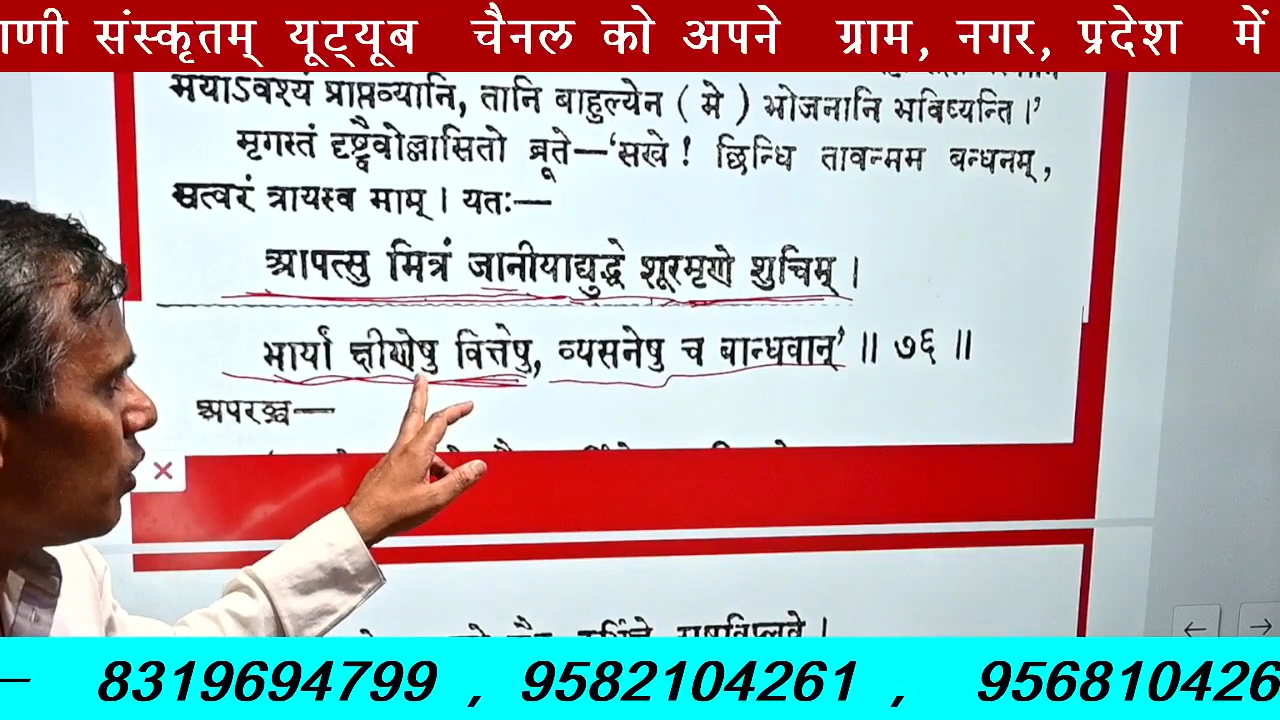 णी संस्कृतम् यूट्यूब चैनल को अपने ग्राम, नगर, प्रदेश में
मयाऽवश्यं प्राप्तव्यानि, तानि बाहुल्येन ( मे ) भोजनानि भविष्यन्ति ।’
मृगस्तं दृष्ट्वैवोल्लासितो ब्रूते—‘सखे ! छिन्धि तावन्मम बन्धनम्,
सत्वरं त्रायस्व माम् । यतः—
आपत्सु मित्रं जानीयाद्युद्धे शूरमृणे शुचिम् ।
भार्यां क्षीणेषु वित्तेषु, व्यसनेषु च बान्धवान्’ ॥ ७६ ॥
अपरञ्च—
— 8319694799 , 9582104261 , 956810426